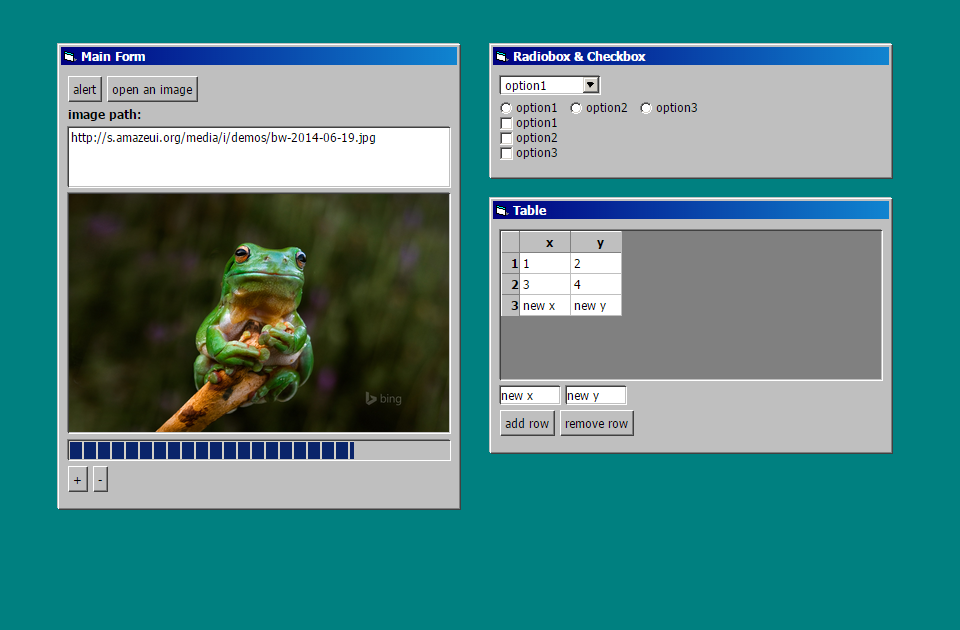 Main Form
alert open an image
image path:
http://s.amazeui.org/media/i/demos/bw-2014-06-19.jpg
bing
+ -
Radiobox & Checkbox
option1
option1 option2 option3
option1
option2
option3
Table
x y
1 1 2
2 3 4
3 new x new y
new x new y
add row remove row